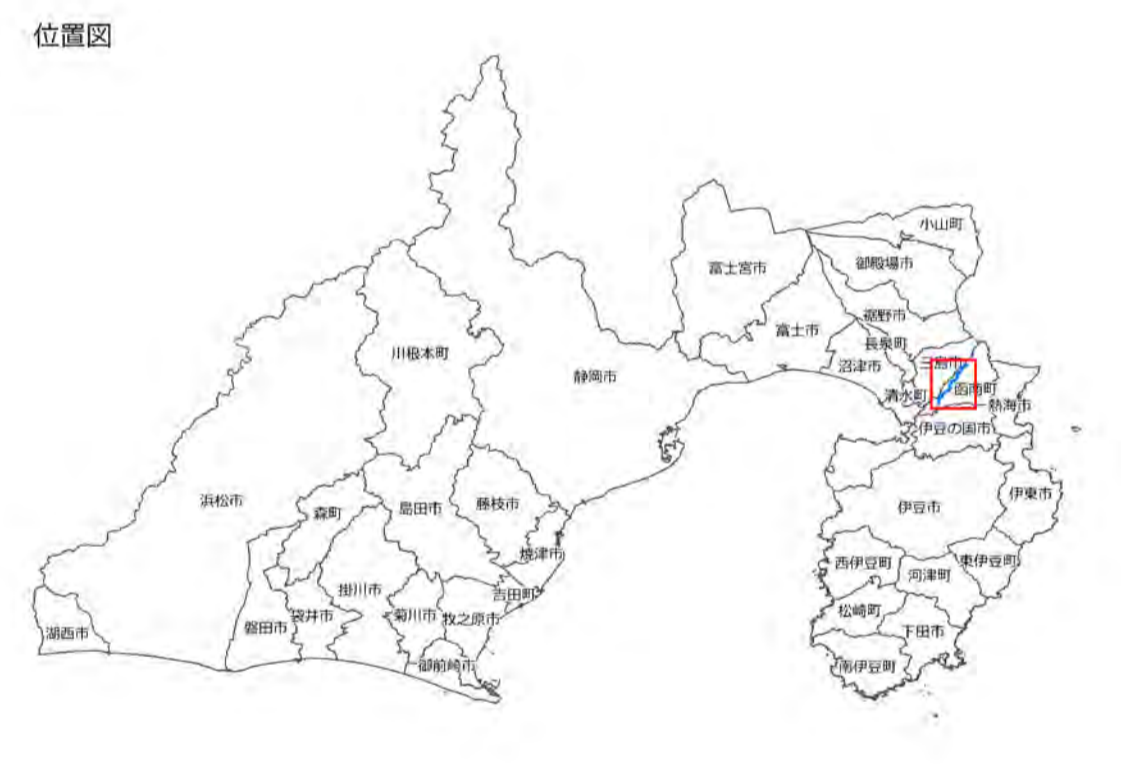 位置図
小山町
御殿場市
富士宮市
裾野市
富士市
長泉町
川根本町
三島市
沼津市
静岡市
函南町
清水町
熱海市
伊豆の国市
浜松市
伊東市
藤枝市
伊豆市
島田市
森町
焼津市
東伊豆町
西伊豆町
河津町
掛川市
吉田町
松崎町
袋井市
菊川市
牧之原市
磐田市
下田市
湖西市
御前崎市
南伊豆町